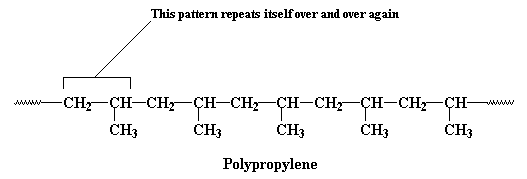 This pattern repeats itself over and over again
CH₂—CH—CH₂—CH—CH₂—CH—CH₂—CH—CH₂—CH
CH₃ CH₃ CH₃ CH₃ CH₃
Polypropylene